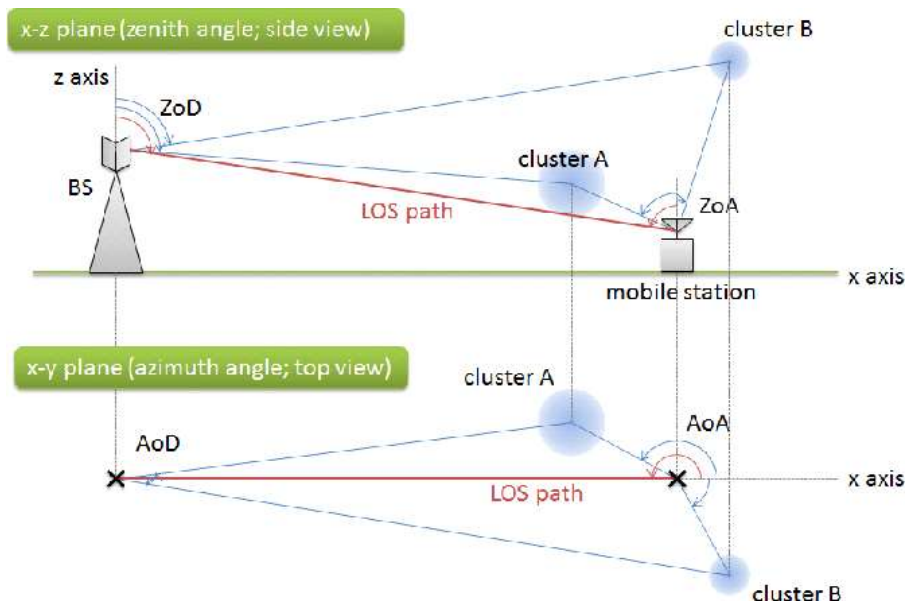 x-z plane (zenith angle; side view)
cluster B
z axis
ZoD
cluster A
BS
LOS path
ZoA
x axis
mobile station
x-y plane (azimuth angle; top view)
cluster A
AoD
AoA
LOS path
x axis
cluster B